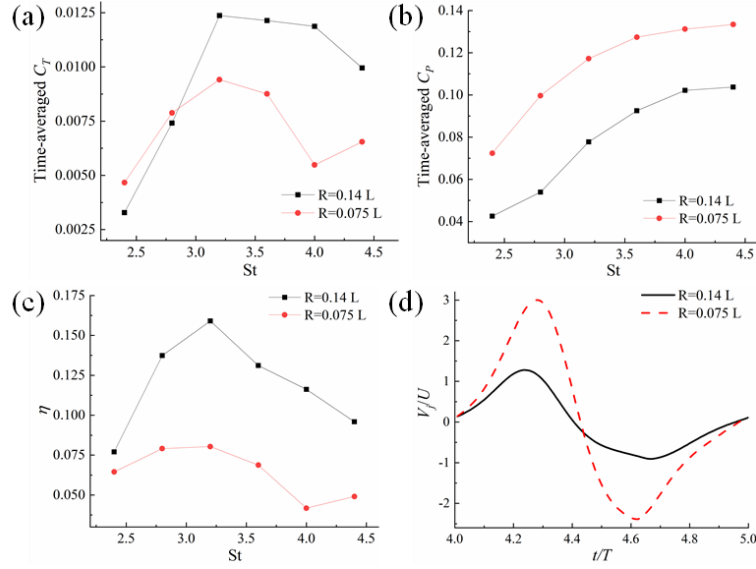 (a)
Time-averaged C_T
0.0125
0.0100
0.0075
0.0050
0.0025
2.5 3.0 3.5 4.0 4.5
St
R=0.14 L
R=0.075 L
(b)
Time-averaged C_P
0.14
0.12
0.10
0.08
0.06
0.04
2.5 3.0 3.5 4.0 4.5
St
R=0.14 L
R=0.075 L
(c)
η
0.175
0.150
0.125
0.100
0.075
0.050
2.5 3.0 3.5 4.0 4.5
St
R=0.14 L
R=0.075 L
(d)
V_j/U
3
2
1
0
-1
-2
4.0 4.2 4.4 4.6 4.8 5.0
t/T
R=0.14 L
R=0.075 L